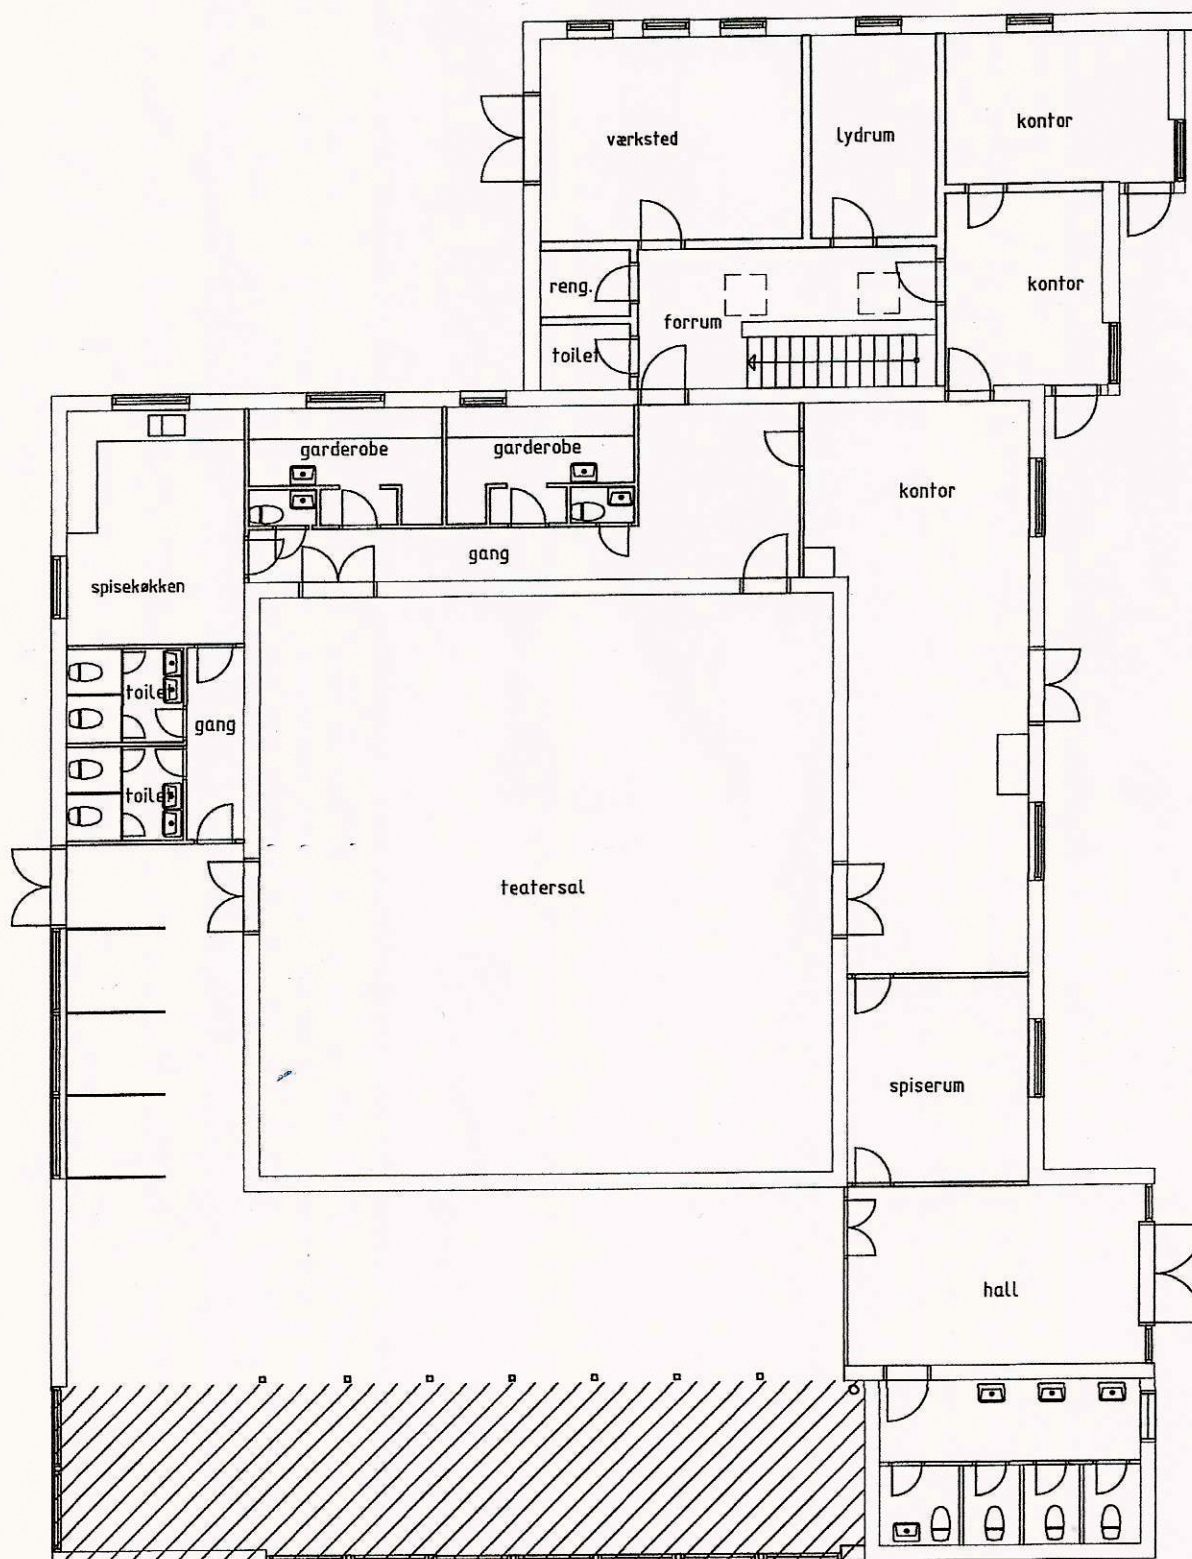 værksted
lydrum
kontor
reng.
forrum
kontor
toilet
garderobe
garderobe
kontor
gang
spisekøkken
toilet
gang
toilet
teatersal
spiserum
hall